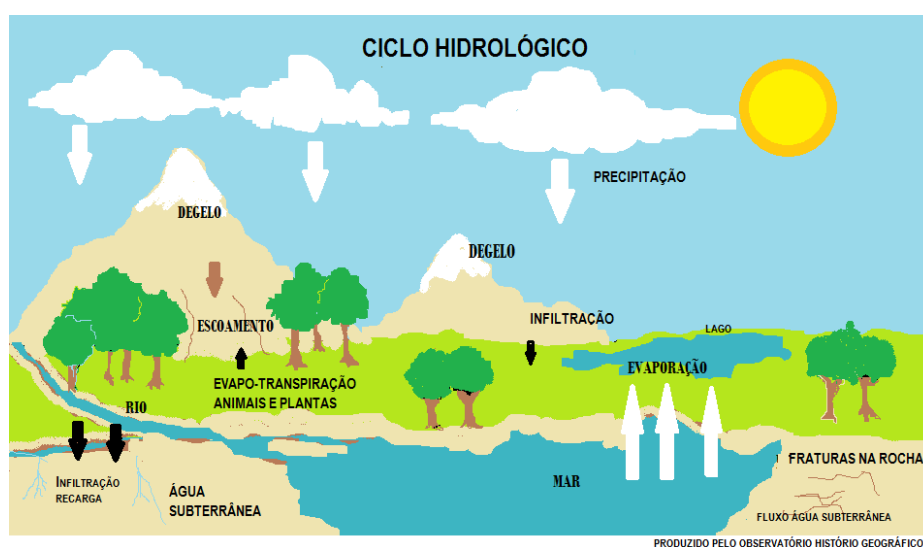 CICLO HIDROLÓGICO
PRECIPITAÇÃO
DEGELO
DEGELO
ESCOAMENTO
INFILTRAÇÃO
LAGO
EVAPORAÇÃO
EVAPO-TRANSPIRAÇÃO
ANIMAIS E PLANTAS
RIO
INFILTRAÇÃO
RECARGA
ÁGUA
SUBTERRÂNEA
MAR
FRATURAS NA ROCHA
FLUXO ÁGUA SUBTERRÂNEA
PRODUZIDO PELO OBSERVATÓRIO HISTÓRIO GEOGRÁFICO